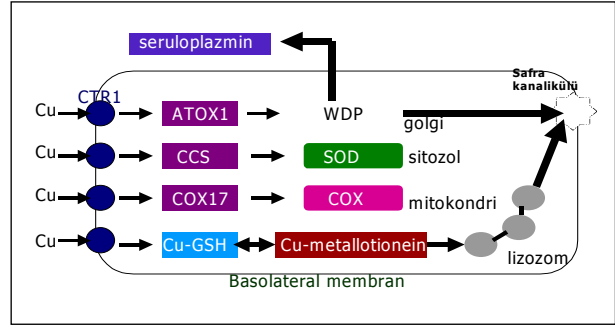 seruloplazmin
Safra
kanalikülü
CTR1
Cu
ATOX1
WDP
golgi
Cu
CCS
SOD
sitozol
Cu
COX17
COX
mitokondri
Cu
Cu-GSH
Cu-metallotionein
lizozom
Basolateral membran